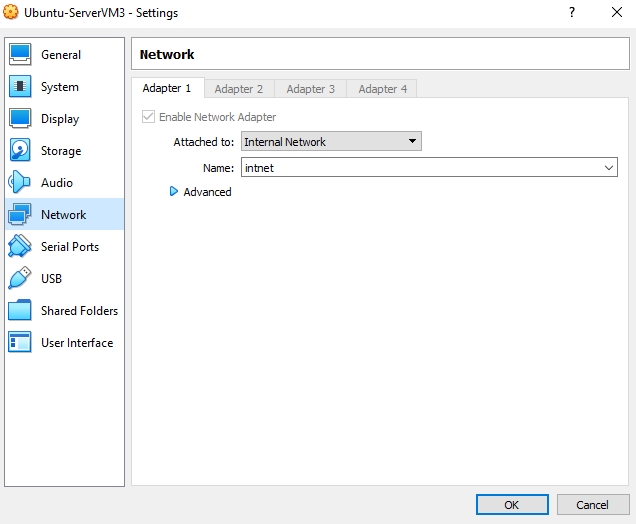 Ubuntu-ServerVM3 - Settings
?
General
System
Display
Storage
Audio
Network
Serial Ports
USB
Shared Folders
User Interface
Network
Adapter 1 Adapter 2 Adapter 3 Adapter 4
Enable Network Adapter
Attached to: Internal Network
Name: intnet
Advanced
OK Cancel